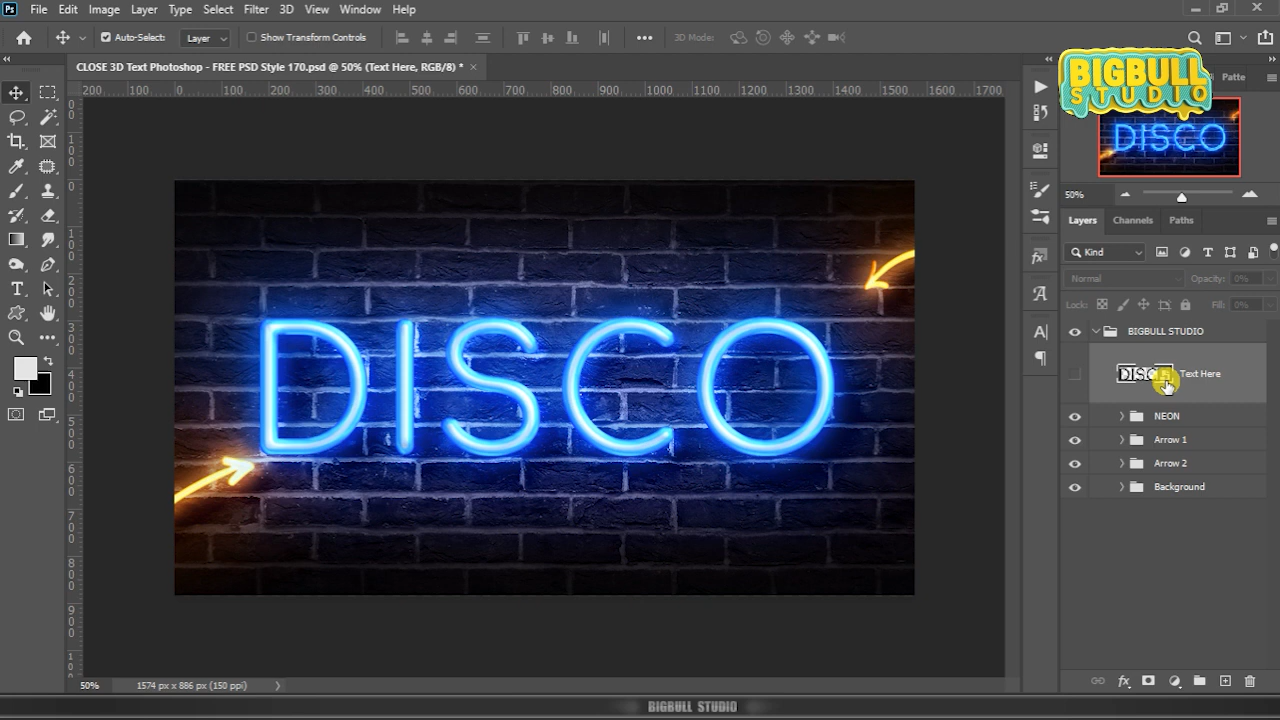 Ps File Edit Image Layer Type Select Filter 3D View Window Help
Auto-Select: Layer Show Transform Controls 3D Mode:
CLOSE 3D Text Photoshop - FREE PSD Style 170.psd @ 50% (Text Here, RGB/8) *
200 100 0 100 200 300 400 500 600 700 800 900 1000 1100 1200 1300 1400 1500 1600 1700
BIGBULL
STUDIO
Patte
DISCO
50%
Layers Channels Paths
Kind
Normal Opacity: 0%
Lock: Fill: 0%
BIGBULL STUDIO
Text Here
NEON
Arrow 1
Arrow 2
Background
DISCO
50% 1574 px x 886 px (150 ppi)
BIGBULL STUDIO